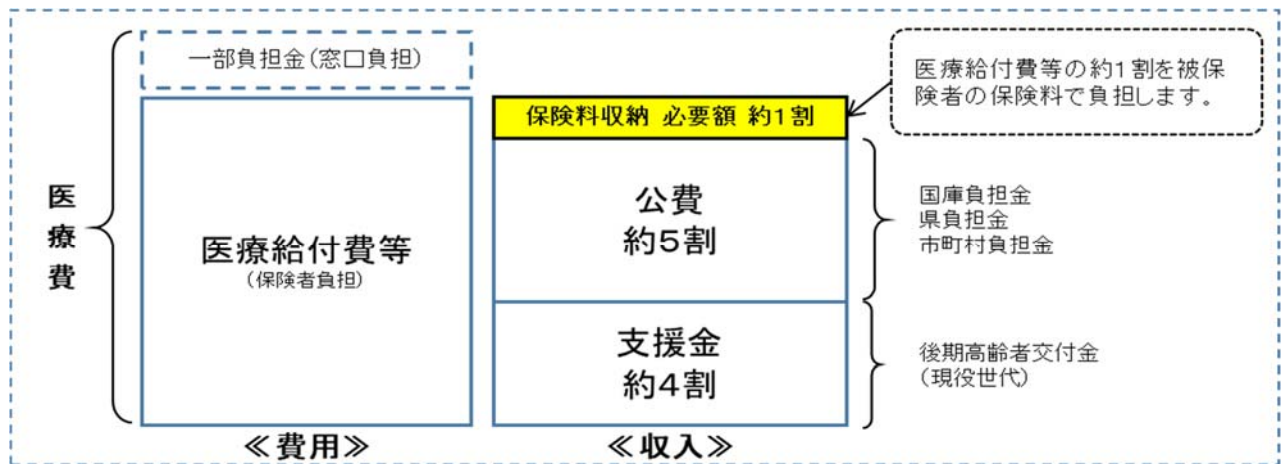 医療費
一部負担金(窓口負担)
医療給付費等
(保険者負担)
≪費用≫
保険料収納 必要額 約1割
公費
約5割
支援金
約4割
≪収入≫
医療給付費等の約1割を被保
険者の保険料で負担します。
国庫負担金
県負担金
市町村負担金
後期高齢者交付金
(現役世代)